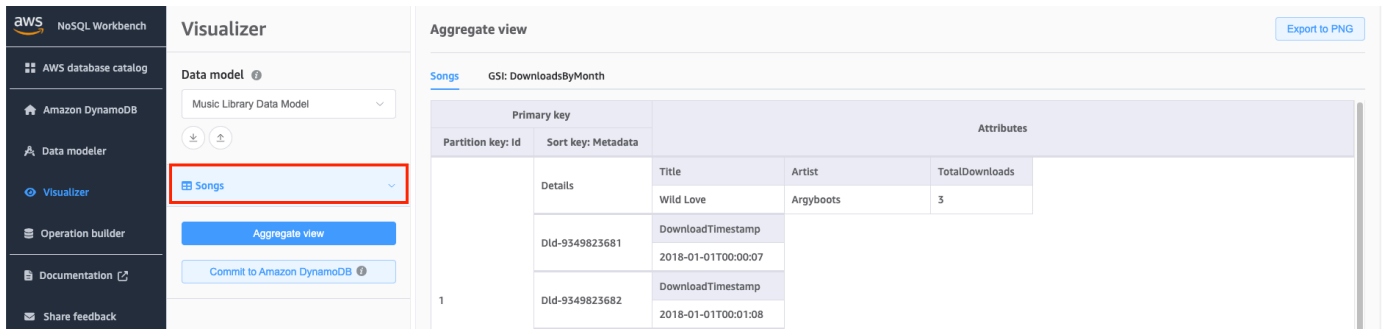 aws NoSQL Workbench
AWS database catalog
Amazon DynamoDB
Data modeler
Visualizer
Operation builder
Documentation
Share feedback
Visualizer
Data model
Music Library Data Model
Songs
Aggregate view
Commit to Amazon DynamoDB
Aggregate view
Export to PNG
Songs GSI: DownloadsByMonth
Primary key
Attributes
Partition key: Id Sort key: Metadata
Details
Title Artist TotalDownloads
Wild Love Argyboots 3
Dld-9349823681
DownloadTimestamp
2018-01-01T00:00:07
1
Dld-9349823682
DownloadTimestamp
2018-01-01T00:01:08